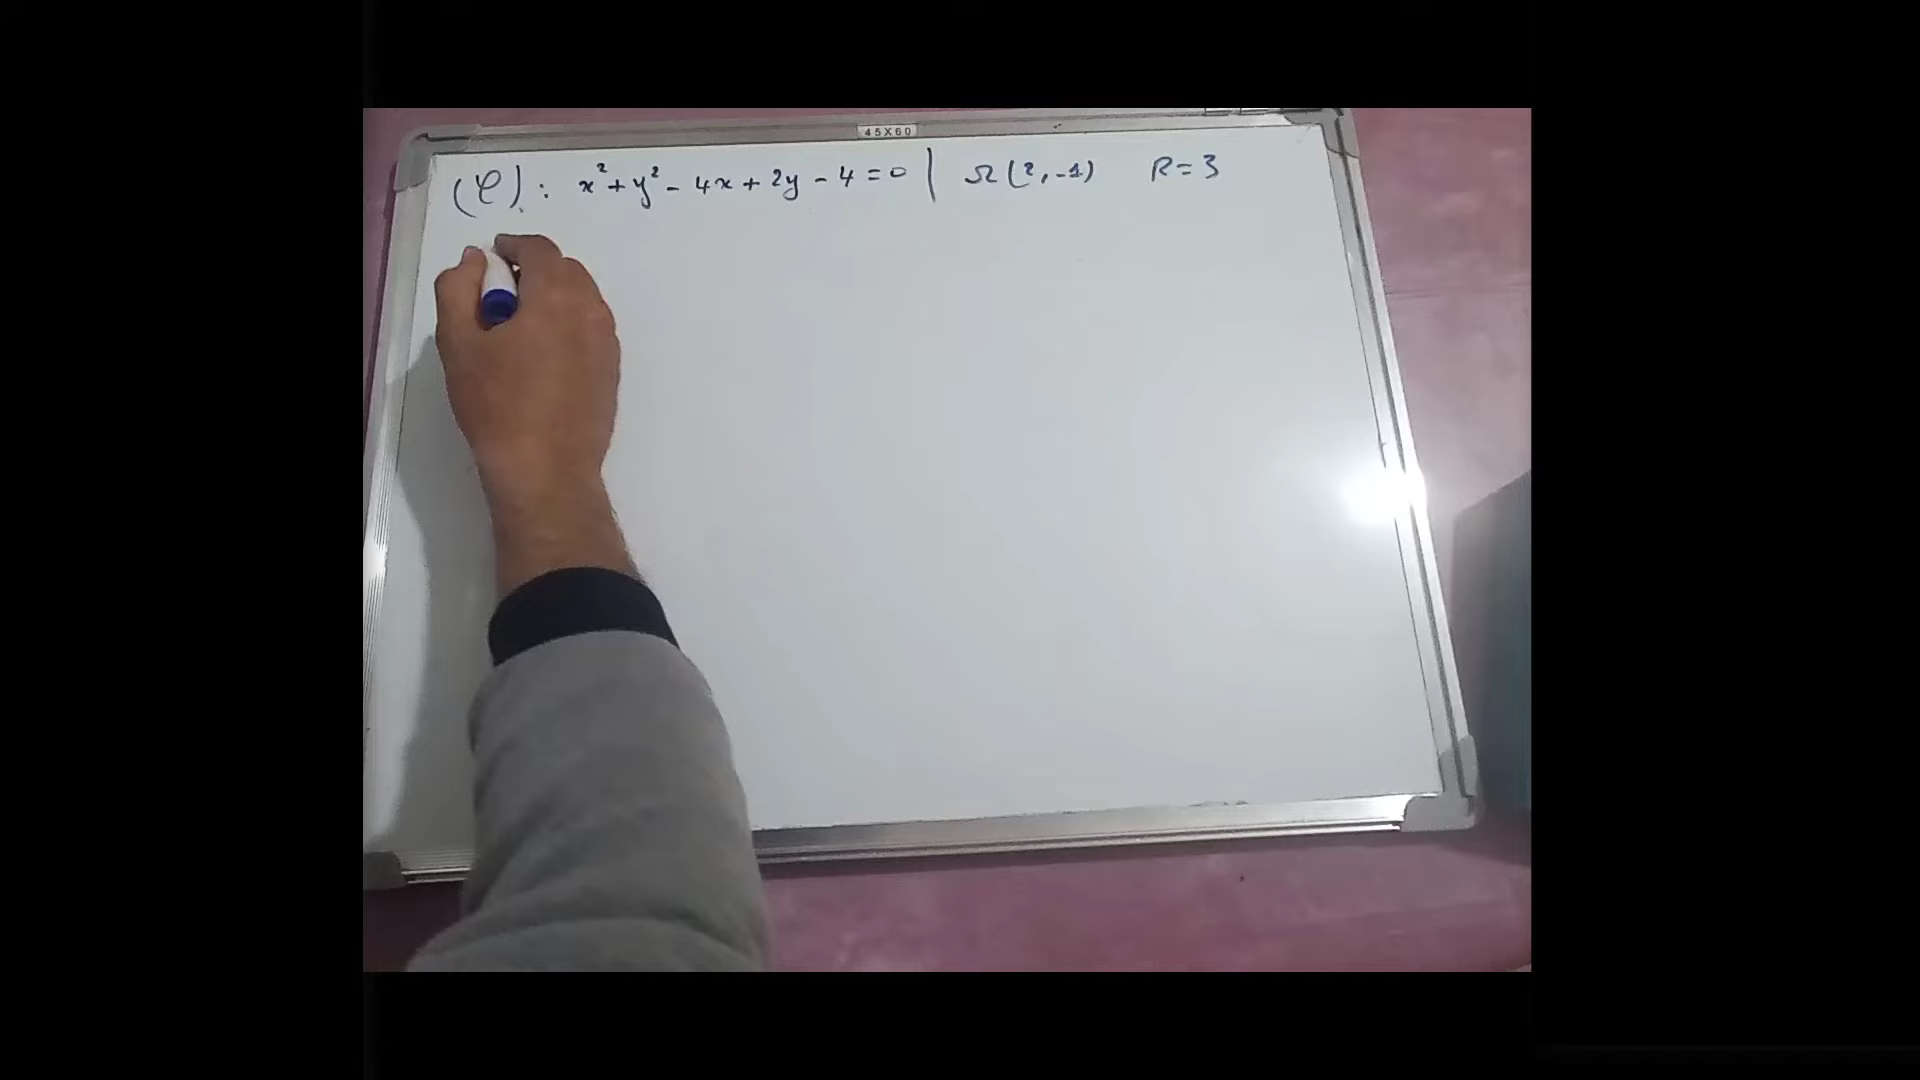 45X60
(C) : x² + y² - 4x + 2y - 4 = 0 | Ω(2, -1) R = 3